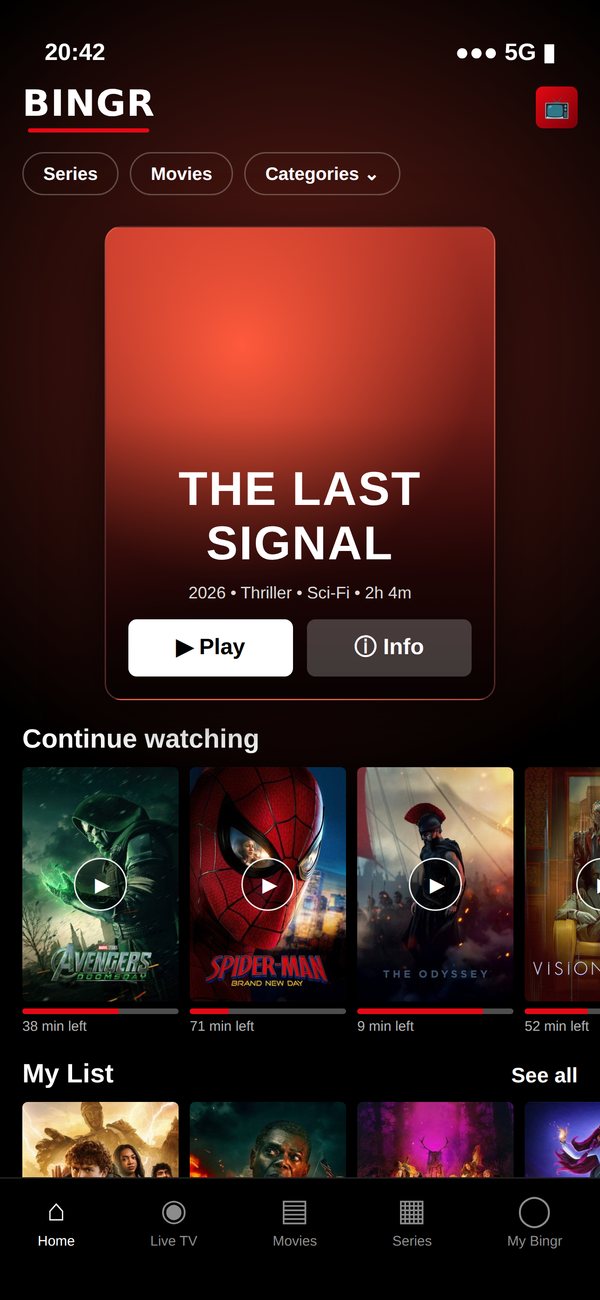 20:42 ●●● 5G ▮
BINGR
Series Movies Categories ⌄
THE LAST
SIGNAL
2026 • Thriller • Sci-Fi • 2h 4m
▶ Play ⓘ Info
Continue watching
MARVEL STUDIOS
AVENGERS
DOOMSDAY
SPIDER-MAN
BRAND NEW DAY
THE ODYSSEY
VISION
38 min left 71 min left 9 min left 52 min left
My List See all
Home Live TV Movies Series My Bingr